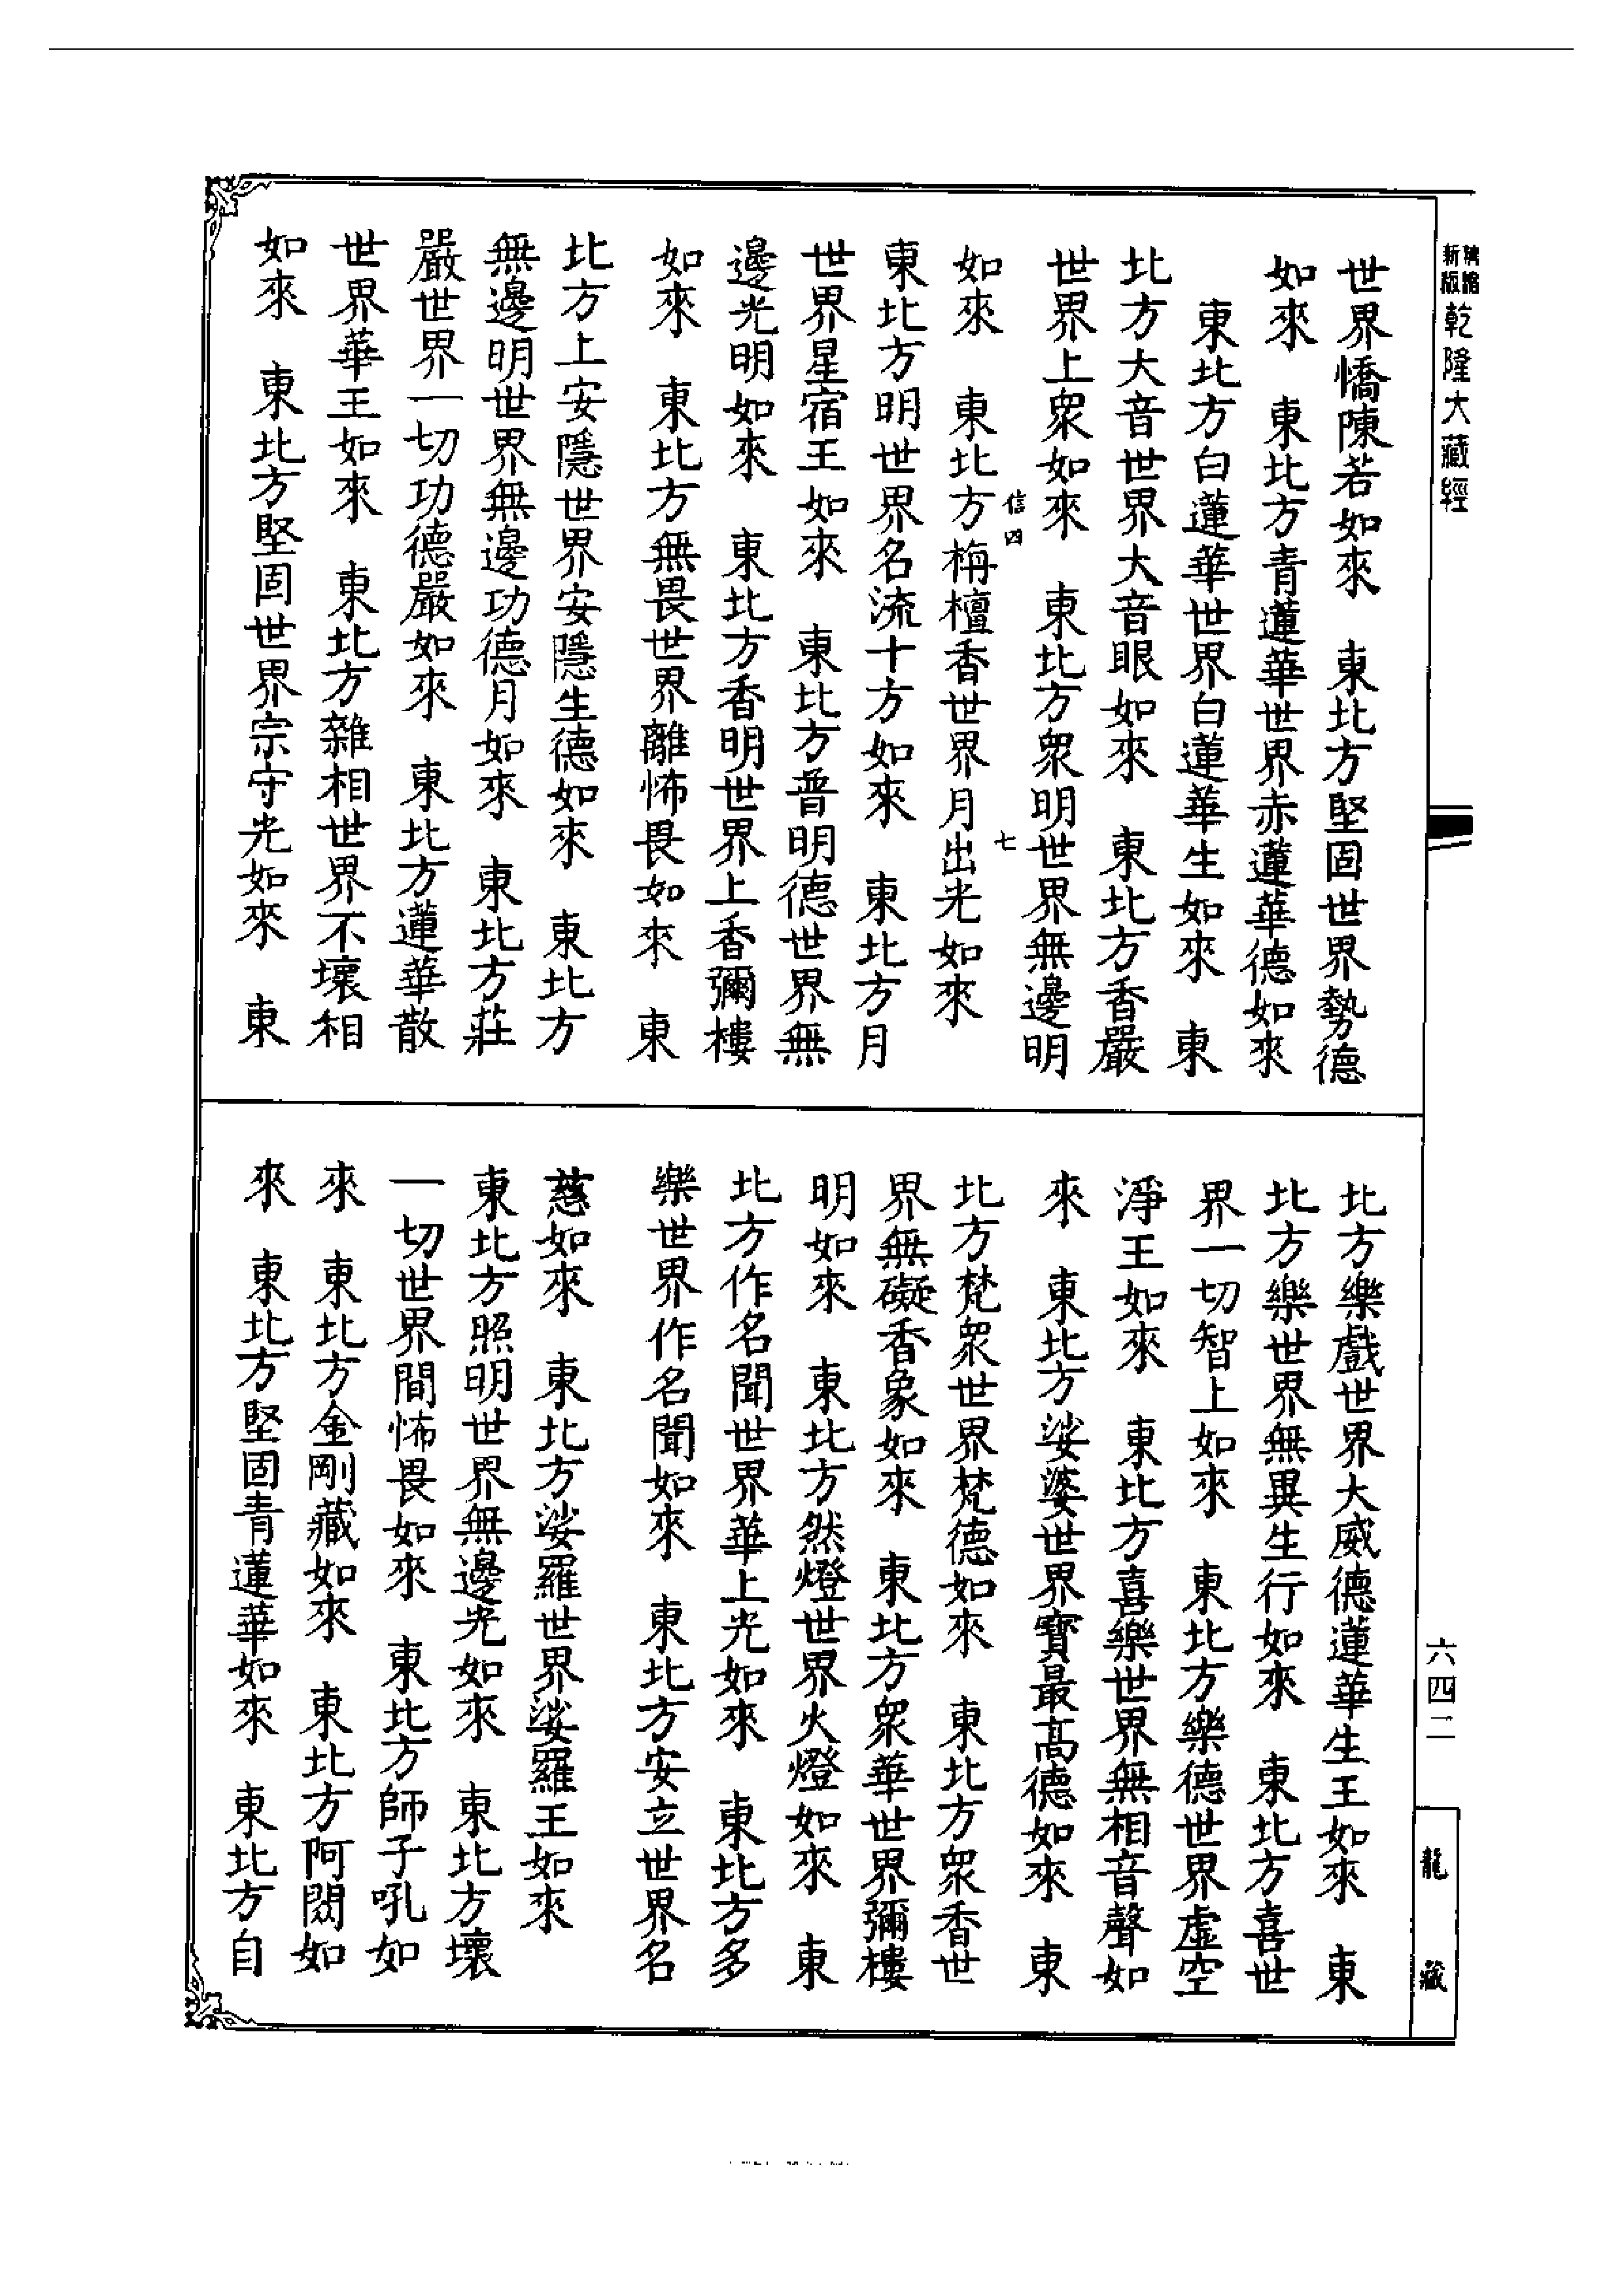 新版
乾隆大藏經
世界憍陳若如來　東北方堅固世界勢德
如來　東北方青蓮華世界赤蓮華德如來
東北方白蓮華世界白蓮華生如來　東
北方大音世界大音眼如來　東北方香嚴
世界上衆如來　東北方衆明世界無邊明
信四　七
如來　東北方栴檀香世界月出光如來
東北方明世界名流十方如來　東北方月
世界星宿王如來　東北方普明德世界無
邊光明如來　東北方香明世界上香彌樓
如來　東北方無畏世界離怖畏如來　東
北方上安隱世界安隱生德如來　東北方
無邊明世界無邊功德月如來　東北方莊
嚴世界一切功德嚴如來　東北方蓮華散
世界華王如來　東北方雜相世界不壞相
如來　東北方堅固世界宗守光如來　東
北方樂戲世界大威德蓮華生王如來　東
北方樂世界無異生行如來　東北方喜世
界一切智上如來　東北方樂德世界虛空
淨王如來　東北方喜樂世界無相音聲如
來　東北方娑婆世界寶最高德如來　東
北方梵衆世界梵德如來　東北方衆香世
界無礙香象如來　東北方衆華世界彌樓
明如來　東北方然燈世界火燈如來　東
北方作名聞世界華上光如來　東北方多
樂世界作名聞如來　東北方安立世界名
慈如來　東北方娑羅世界娑羅王如來
東北方照明世界無邊光如來　東北方壞
一切世界間怖畏如來　東北方師子吼如
來　東北方金剛藏如來　東北方阿閦如
來　東北方堅固青蓮華如來　東北方自
六四二
龍藏